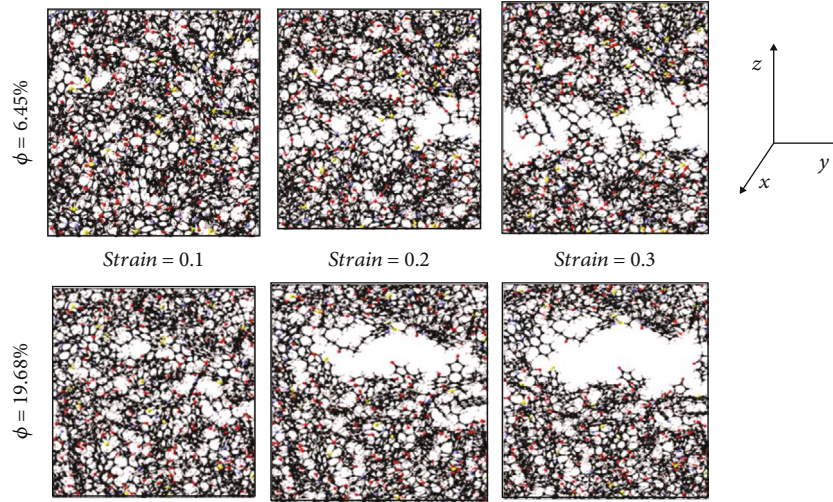 ϕ = 6.45%
z
x
y
Strain = 0.1
Strain = 0.2
Strain = 0.3
ϕ = 19.68%